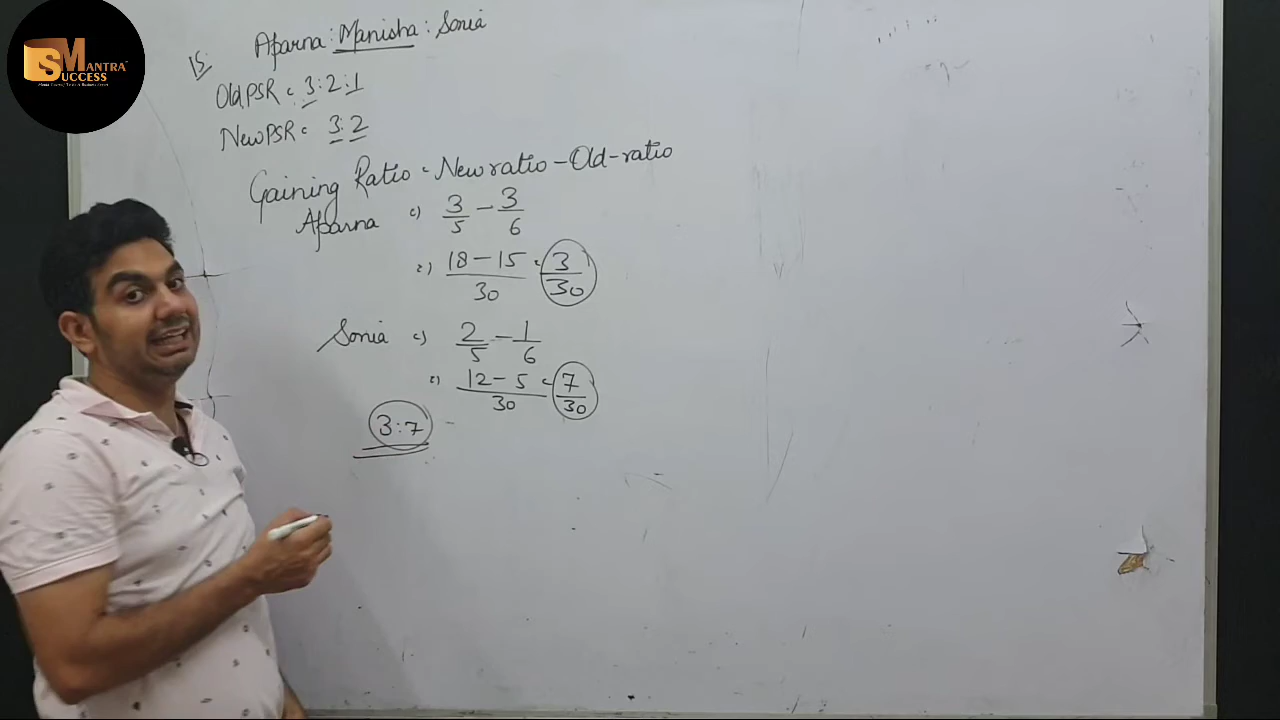 SM MANTRA
SUCCESS
15.
Aparna : Manisha : Sonia
Old PSR = 3:2:1
New PSR = 3:2
Gaining Ratio = New ratio - Old-ratio
Aparna =) 3/5 - 3/6
=) 18-15/30 = 3/30
Sonia =) 2/5 - 1/6
=) 12-5/30 = 7/30
3:7